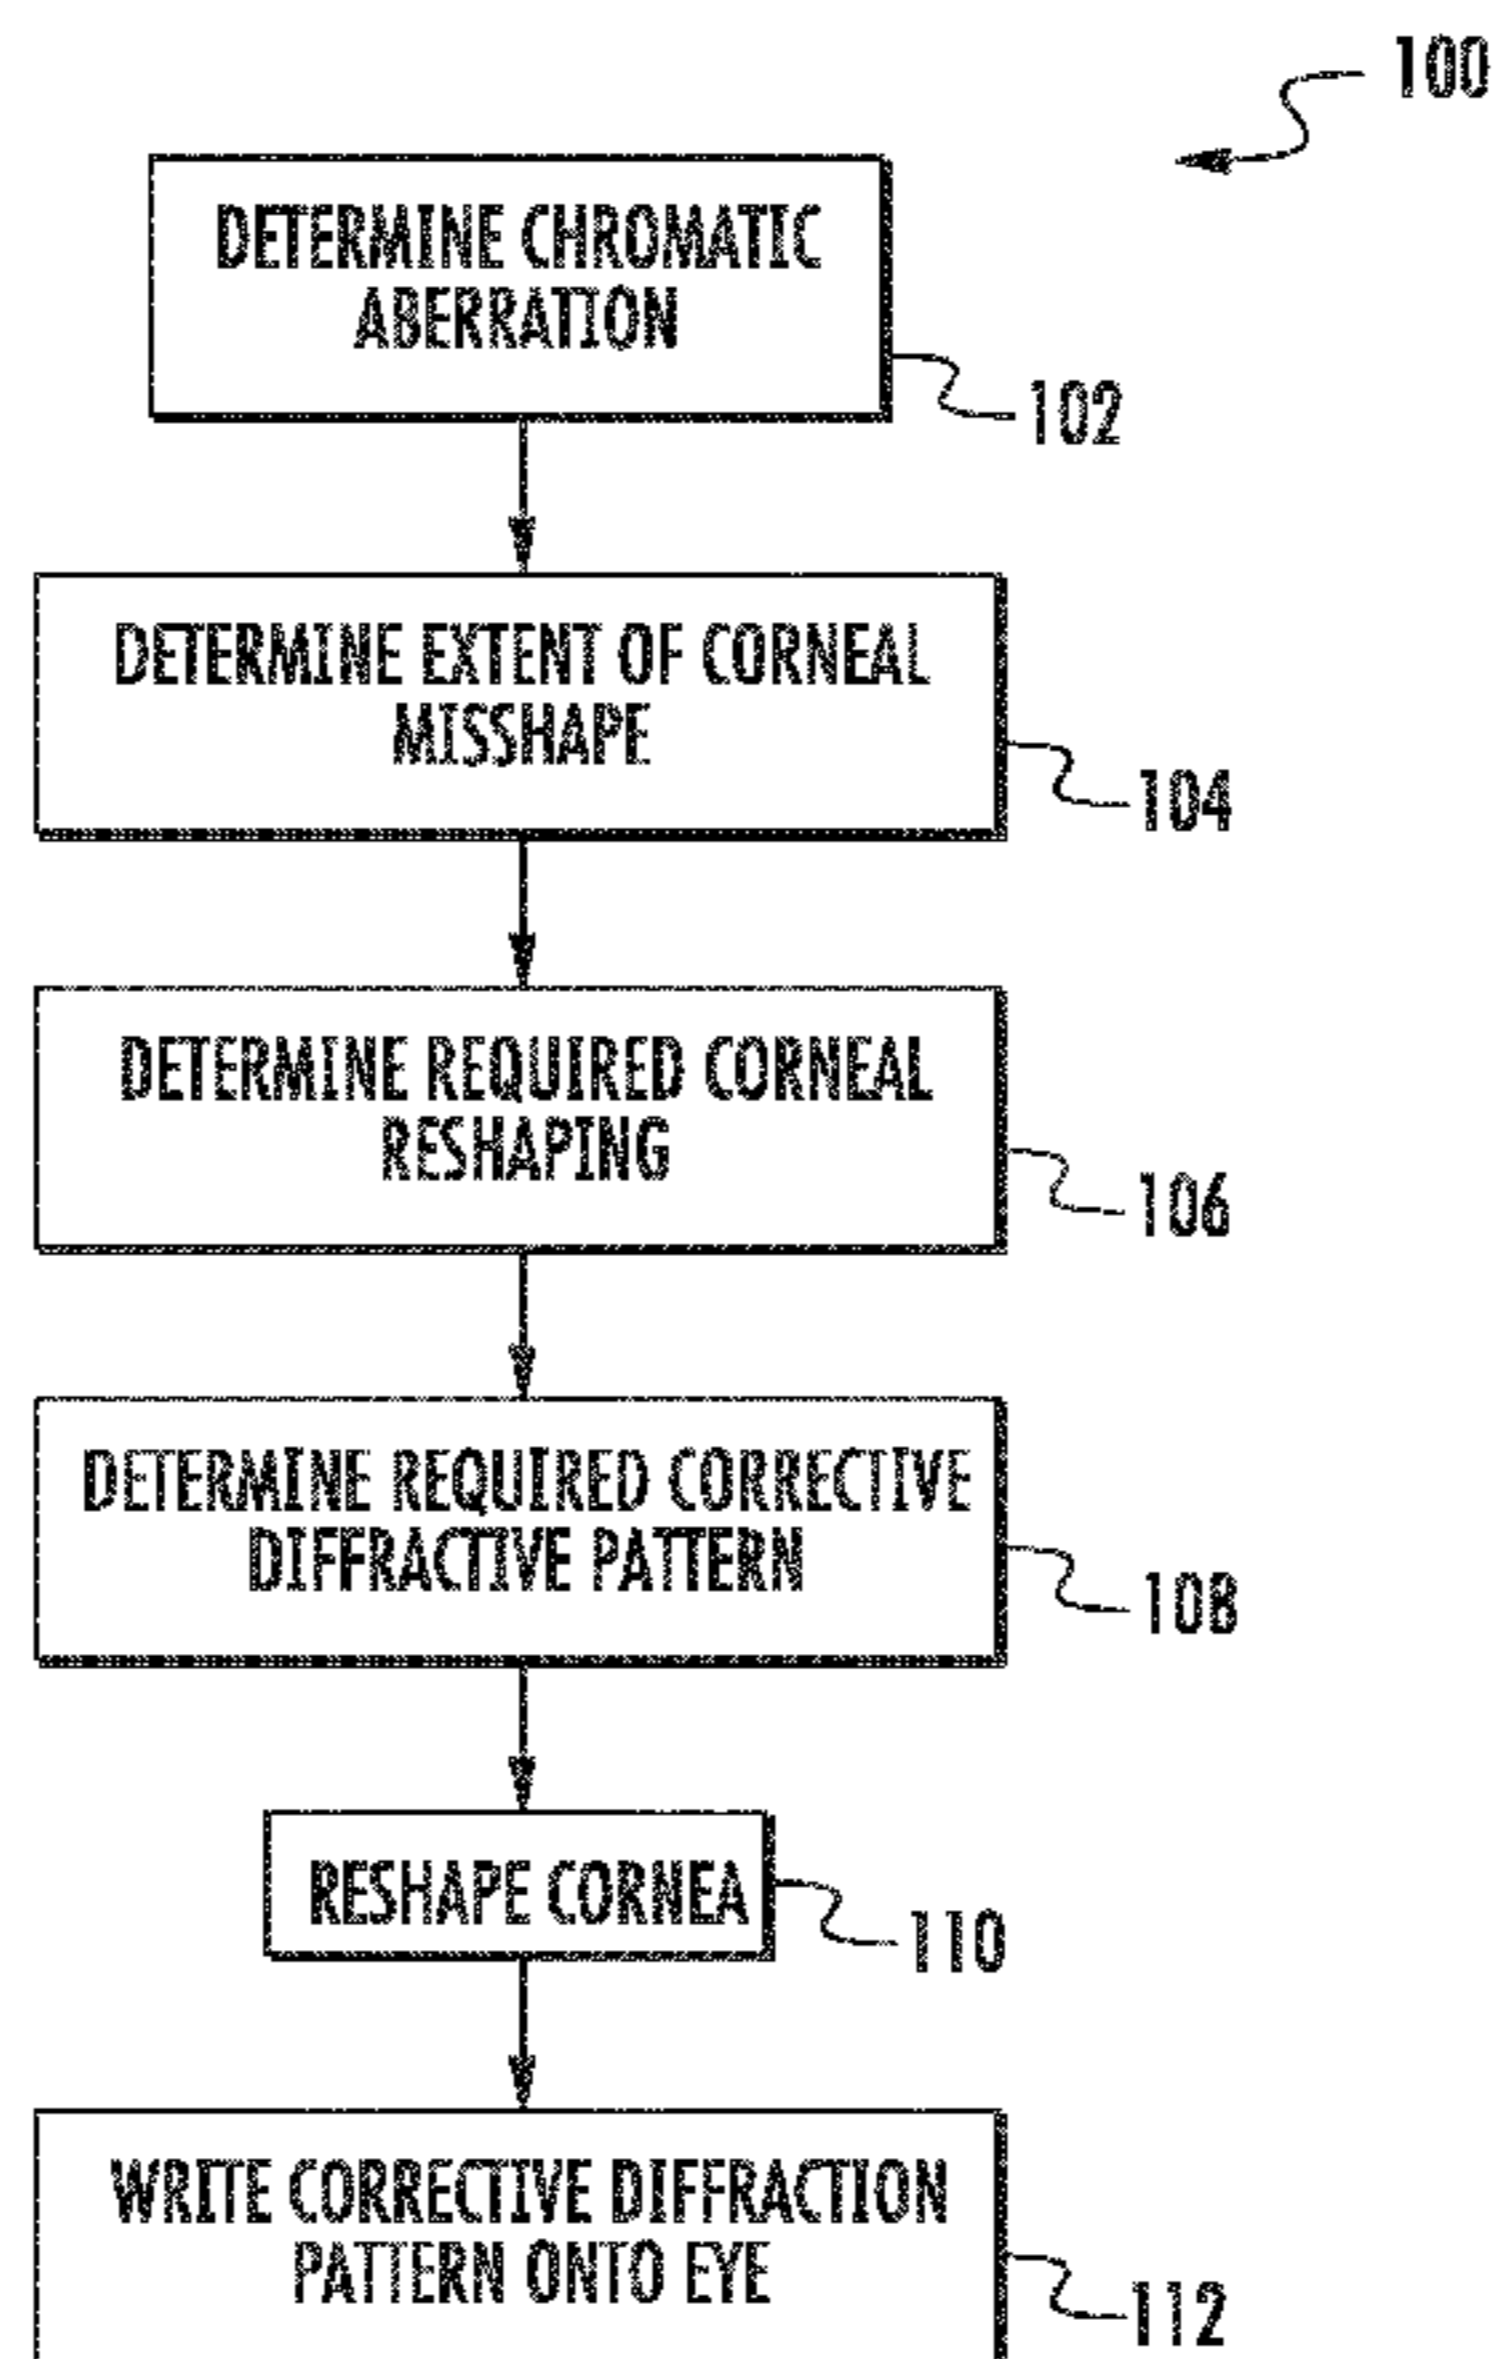 100
DETERMINE CHROMATIC
ABERRATION
102
DETERMINE EXTENT OF CORNEAL
MISSHAPE
104
DETERMINE REQUIRED CORNEAL
RESHAPING
106
DETERMINE REQUIRED CORRECTIVE
DIFFRACTIVE PATTERN
108
RESHAPE CORNEA
110
WRITE CORRECTIVE DIFFRACTION
PATTERN ONTO EYE
112